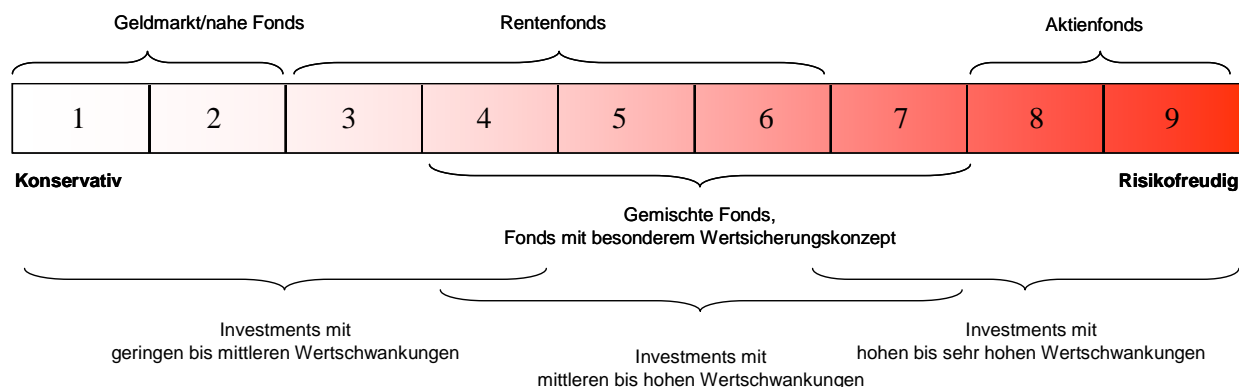 Geldmarkt/nahe Fonds
Rentenfonds
Aktienfonds
1 2 3 4 5 6 7 8 9
Konservativ
Risikofreudig
Gemischte Fonds,
Fonds mit besonderem Wertsicherungskonzept
Investments mit
geringen bis mittleren Wertschwankungen
Investments mit
mittleren bis hohen Wertschwankungen
Investments mit
hohen bis sehr hohen Wertschwankungen